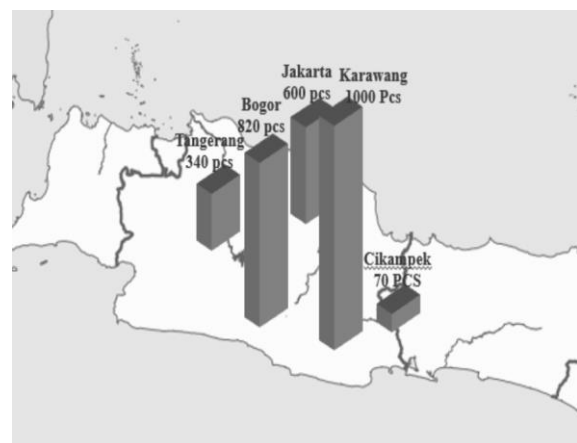 Jakarta
600 pcs
Karawang
1000 Pcs
Bogor
820 pcs
Tangerang
340 pcs
Cikampek
70 PCS